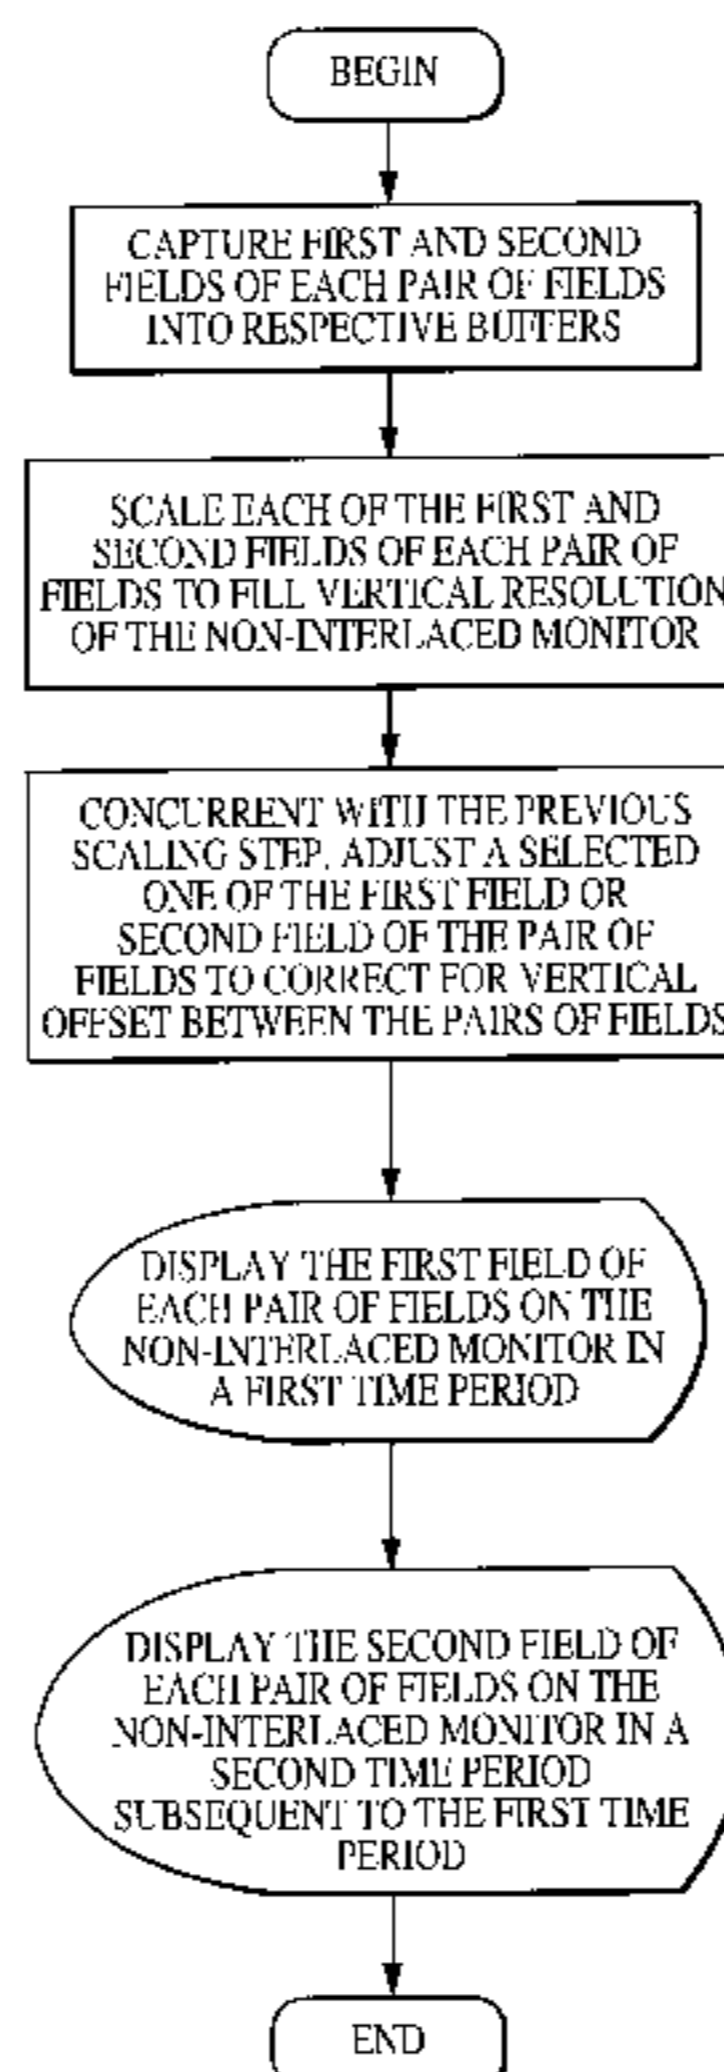 BEGIN
CAPTURE FIRST AND SECOND
FIELDS OF EACH PAIR OF FIELDS
INTO RESPECTIVE BUFFERS
SCALE EACH OF THE FIRST AND
SECOND FIELDS OF EACH PAIR OF
FIELDS TO FILL VERTICAL RESOLUTION
OF THE NON-INTERLACED MONITOR
CONCURRENT WITH THE PREVIOUS
SCALING STEP, ADJUST A SELECTED
ONE OF THE FIRST FIELD OR
SECOND FIELD OF THE PAIR OF
FIELDS TO CORRECT FOR VERTICAL
OFFSET BETWEEN THE PAIRS OF FIELDS
DISPLAY THE FIRST FIELD OF
EACH PAIR OF FIELDS ON THE
NON-INTERLACED MONITOR IN
A FIRST TIME PERIOD
DISPLAY THE SECOND FIELD OF
EACH PAIR OF FIELDS ON THE
NON-INTERLACED MONITOR IN A
SECOND TIME PERIOD
SUBSEQUENT TO THE FIRST TIME
PERIOD
END